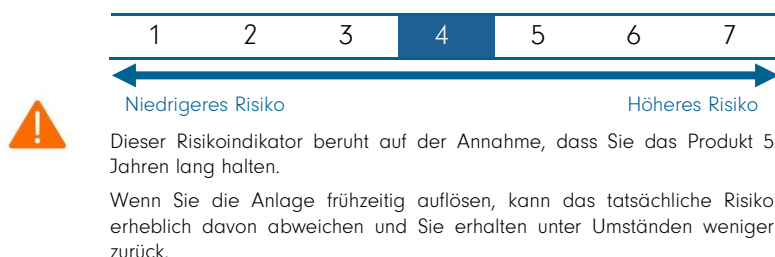 1 2 3 4 5 6 7
Niedrigeres Risiko Höheres Risiko
Dieser Risikoindikator beruht auf der Annahme, dass Sie das Produkt 5
Jahren lang halten.
Wenn Sie die Anlage frühzeitig auflösen, kann das tatsächliche Risiko
erheblich davon abweichen und Sie erhalten unter Umständen weniger
zurück.